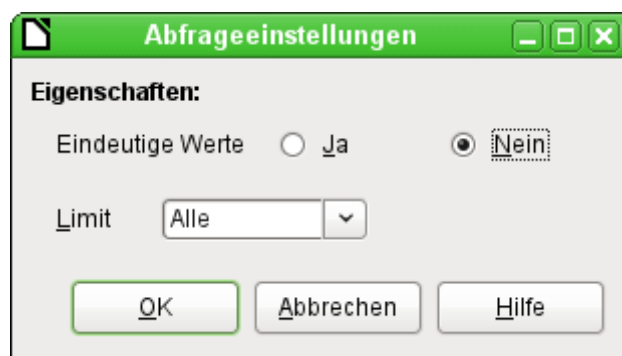 Abfrageeinstellungen
Eigenschaften:
Eindeutige Werte Ja Nein
Limit Alle
OK Abbrechen Hilfe